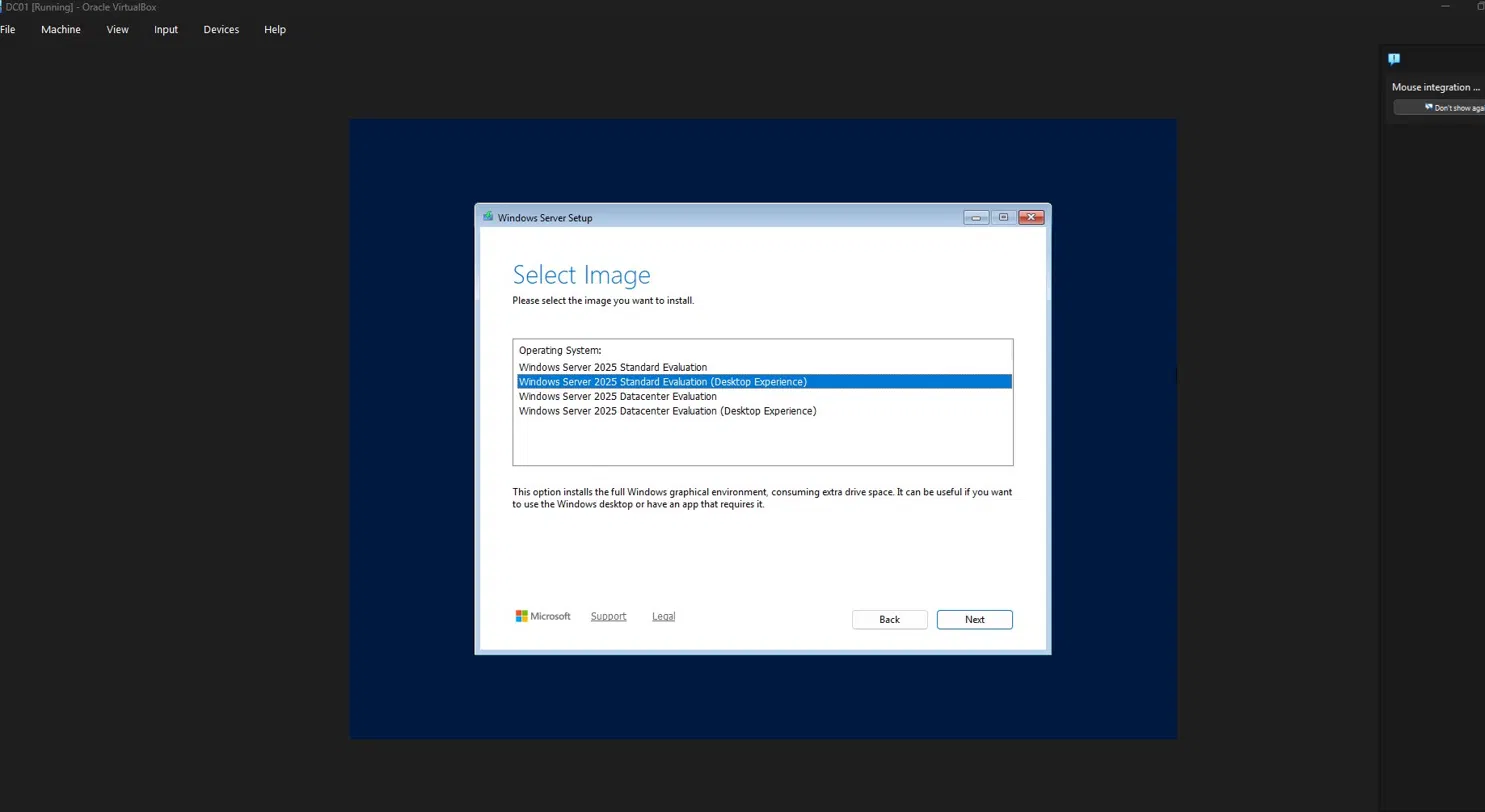 DC01 [Running] - Oracle VirtualBox
File Machine View Input Devices Help
Mouse integration ...
Don't show agai
Windows Server Setup
Select Image
Please select the image you want to install.
Operating System:
Windows Server 2025 Standard Evaluation
Windows Server 2025 Standard Evaluation (Desktop Experience)
Windows Server 2025 Datacenter Evaluation
Windows Server 2025 Datacenter Evaluation (Desktop Experience)
This option installs the full Windows graphical environment, consuming extra drive space. It can be useful if you want
to use the Windows desktop or have an app that requires it.
Microsoft Support Legal Back Next